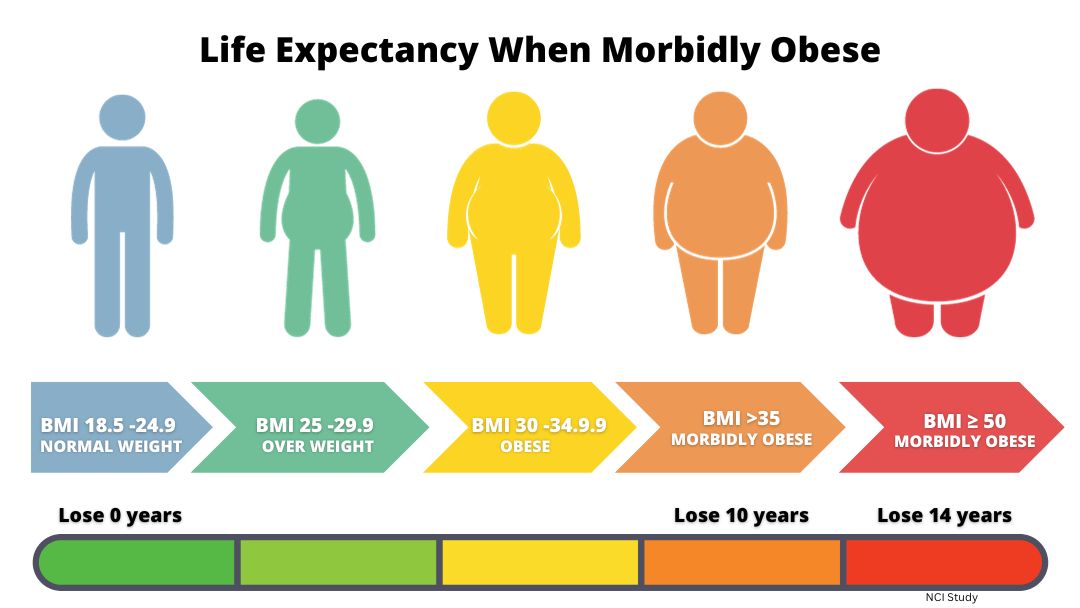 Life Expectancy When Morbidly Obese
BMI 18.5 -24.9
NORMAL WEIGHT
BMI 25 -29.9
OVER WEIGHT
BMI 30 -34.9.9
OBESE
BMI >35
MORBIDLY OBESE
BMI ≥ 50
MORBIDLY OBESE
Lose 0 years
Lose 10 years
Lose 14 years
NCI Study